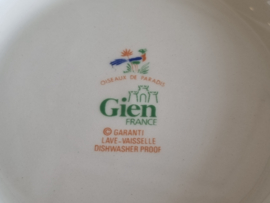 OISEAUX DE PARADIS
Gien
FRANCE
© GARANTI
LAVE-VAISSELLE
DISHWASHER PROOF